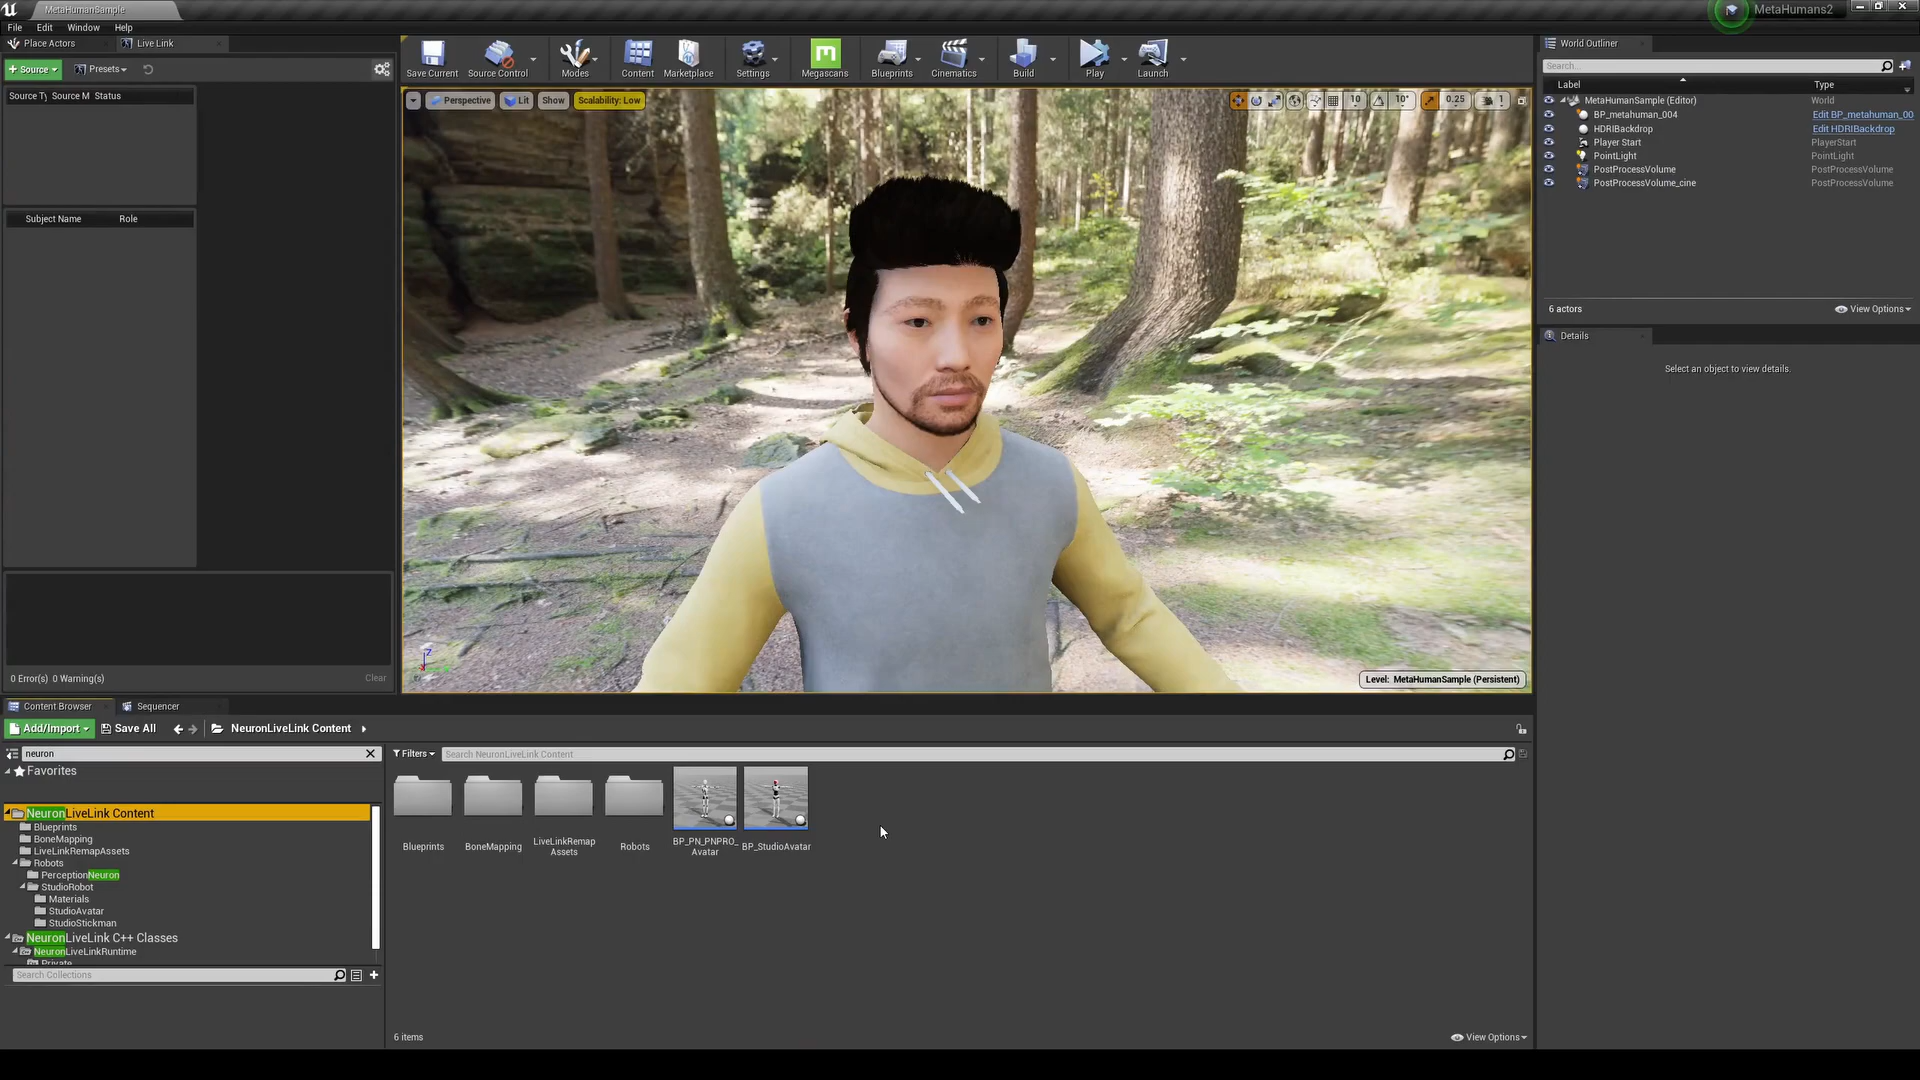 MetaHumanSample
MetaHumans2
File Edit Window Help
Place Actors
Live Link
World Outliner
Source
Presets
Save Current
Source Control
Modes
Content
Marketplace
Settings
Megascans
Blueprints
Cinematics
Build
Play
Launch
Search...
Label
Type
Source Ty Source M Status
Perspective
Lit
Show
Scalability: Low
10
10°
0.25
1
MetaHumanSample (Editor)
World
BP_metahuman_004
Edit BP_metahuman_00
HDRIBackdrop
Edit HDRIBackdrop
Player Start
PlayerStart
PointLight
PointLight
PostProcessVolume
PostProcessVolume
PostProcessVolume_cine
PostProcessVolume
Subject Name
Role
6 actors
View Options
Details
Select an object to view details.
Z
0 Error(s) 0 Warning(s)
Clear
Level: MetaHumanSample (Persistent)
Content Browser
Sequencer
Add/Import
Save All
NeuronLiveLink Content
neuron
Filters
Search NeuronLiveLink Content
Favorites
NeuronLiveLink Content
Blueprints
BoneMapping
LiveLinkRemapAssets
Robots
PerceptionNeuron
StudioRobot
Materials
StudioAvatar
StudioStickman
NeuronLiveLink C++ Classes
NeuronLiveLinkRuntime
Private
Search Collections
Blueprints
BoneMapping
LiveLinkRemap
Assets
Robots
BP_PN_PNPRO_
Avatar
BP_StudioAvatar
6 items
View Options